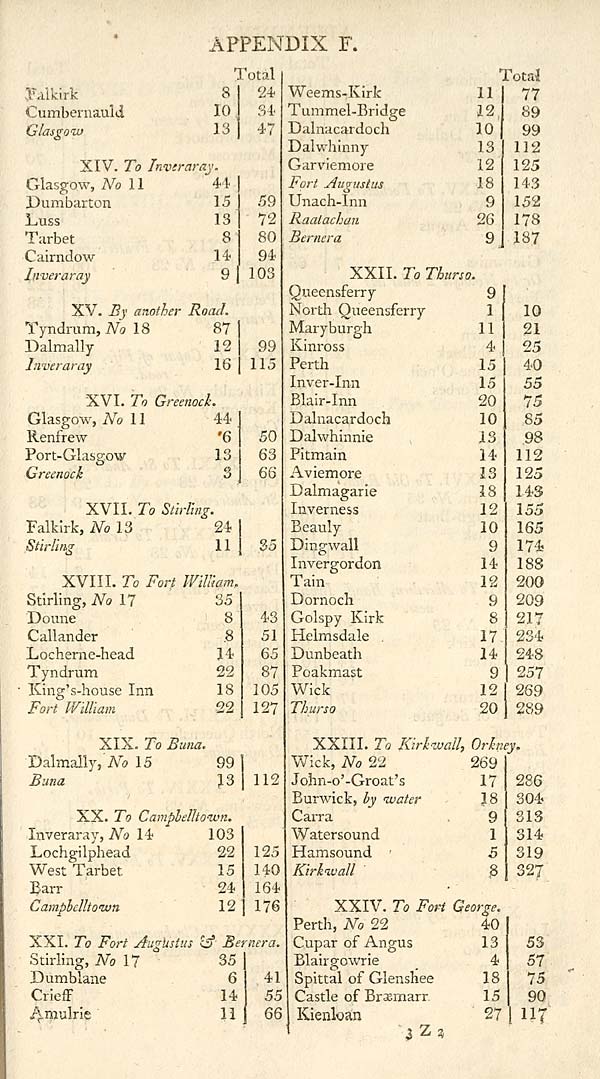 APPENDIX F.
Total
Falkirk 8 24
Cumbernauld 10 34
Glasgow 13 47
XIV. To Inveraray.
Glasgow, No 11 44
Dumbarton 15 59
Luss 13 72
Tarbet 8 80
Cairndow 14 94
Inveraray 9 103
XV. By another Road.
Tyndrum, No 18 87
Dalmally 12 99
Inveraray 16 115
XVI. To Greenock.
Glasgow, No 11 44
Renfrew 6 50
Port-Glasgow 13 63
Greenock 3 66
XVII. To Stirling.
Falkirk, No 13 24
Stirling 11 35
XVIII. To Fort William.
Stirling, No 17 35
Doune 8 43
Callander 8 51
Locherne-head 14 65
Tyndrum 22 87
King's-house Inn 18 105
Fort William 22 127
XIX. To Buna.
Dalmally, No 15 99
Buna 13 112
XX. To Campbelltown.
Inveraray, No 14 103
Lochgilphead 22 125
West Tarbet 15 140
Barr 24 164
Campbelltown 12 176
XXI. To Fort Augustus & Bernera.
Stirling, No 17 35
Dumblane 6 41
Crieff 14 55
Amulrie 11 66
Total
Weems-Kirk 11 77
Tummel-Bridge 12 89
Dalnacardoch 10 99
Dalwhinny 13 112
Garviemore 12 125
Fort Augustus 18 143
Unach-Inn 9 152
Raatachan 26 178
Bernera 9 187
XXII. To Thurso.
Queensferry 9
North Queensferry 1 10
Maryburgh 11 21
Kinross 4 25
Perth 15 40
Inver-Inn 15 55
Blair-Inn 20 75
Dalnacardoch 10 85
Dalwhinnie 13 98
Pitmain 14 112
Aviemore 13 125
Dalmagarie 18 143
Inverness 12 155
Beauly 10 165
Dingwall 9 174
Invergordon 14 188
Tain 12 200
Dornoch 9 209
Golspy Kirk 8 217
Helmsdale 17 234
Dunbeath 14 248
Poakmast 9 257
Wick 12 269
Thurso 20 289
XXIII. To Kirkwall, Orkney.
Wick, No 22 269
John-o'-Groat's 17 286
Burwick, by water 18 304
Carra 9 313
Watersound 1 314
Hamsound 5 319
Kirkwall 8 327
XXIV. To Fort George.
Perth, No 22 40
Cupar of Angus 13 53
Blairgowrie 4 57
Spittal of Glenshee 18 75
Castle of Bræmarr 15 90
Kienloan 27 117
3 Z 2